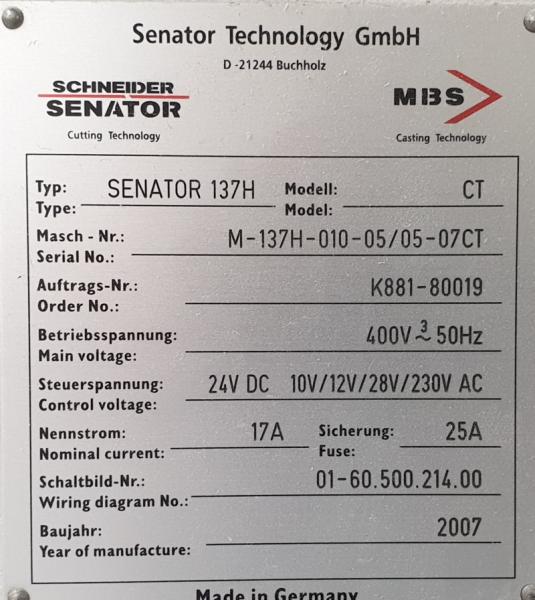 Senator Technology GmbH
D -21244 Buchholz
SCHNEIDER
SENATOR
Cutting Technology
MBS
Casting Technology
Typ: SENATOR 137H Modell: CT
Type: Model:
Masch - Nr.: M-137H-010-05/05-07CT
Serial No.:
Auftrags-Nr.: K881-80019
Order No.:
Betriebsspannung: 400V 3~ 50Hz
Main voltage:
Steuerspannung: 24V DC 10V/12V/28V/230V AC
Control voltage:
Nennstrom: 17A Sicherung: 25A
Nominal current: Fuse:
Schaltbild-Nr.: 01-60.500.214.00
Wiring diagram No.:
Baujahr: 2007
Year of manufacture:
Made in Germany